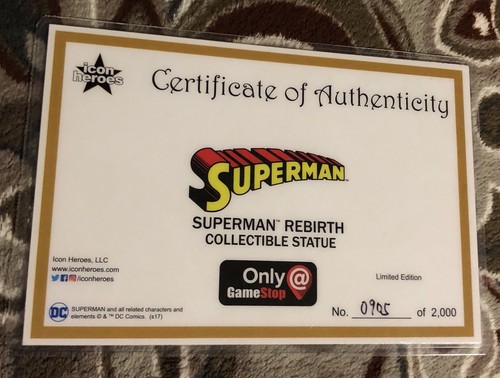 icon
heroes
Certificate of Authenticity
SUPERMAN™
SUPERMAN™ REBIRTH
COLLECTIBLE STATUE
Icon Heroes, LLC
www.iconheroes.com
/iconheroes
Only @
GameStop
Limited Edition
No. 0905 of 2,000
DC SUPERMAN and all related characters and
elements © & ™ DC Comics. (s17)